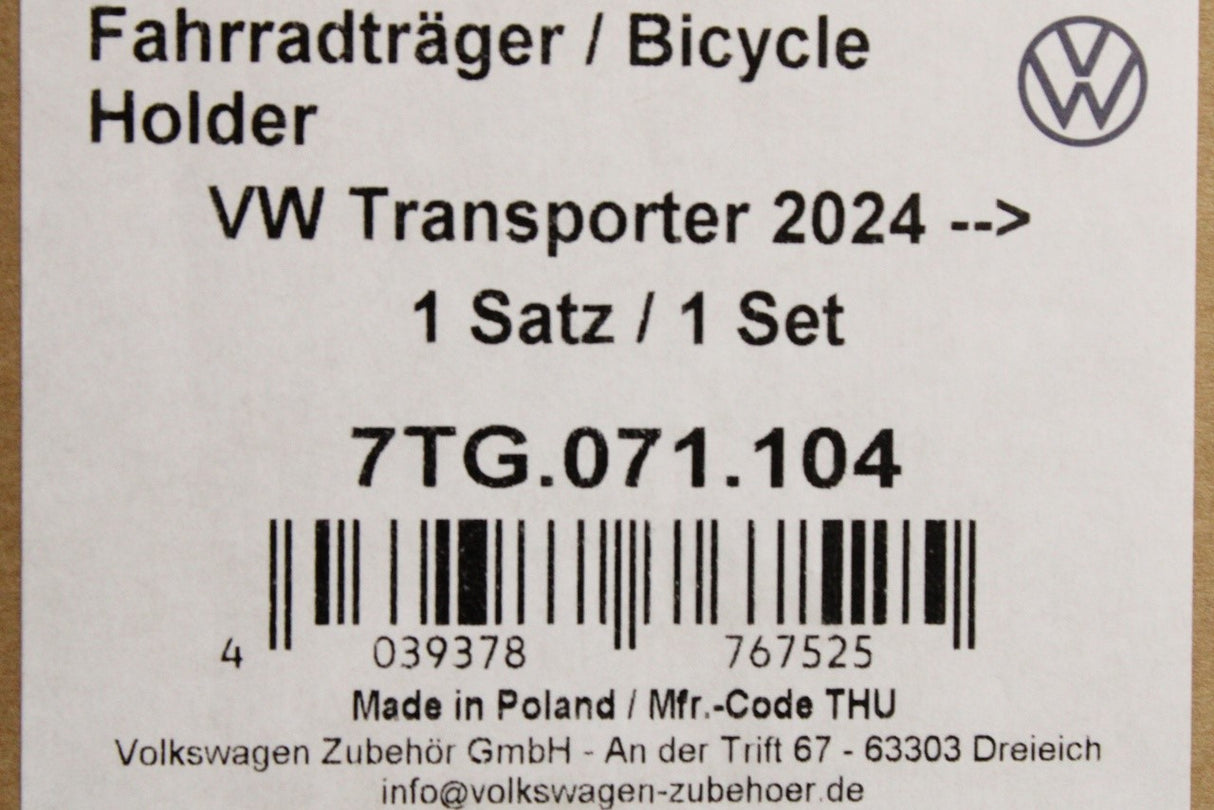 Fahrradträger / Bicycle
Holder
VW
VW Transporter 2024 -->
1 Satz / 1 Set
7TG.071.104
4 039378 767525
Made in Poland / Mfr.-Code THU
Volkswagen Zubehör GmbH - An der Trift 67 - 63303 Dreieich
info@volkswagen-zubehoer.de